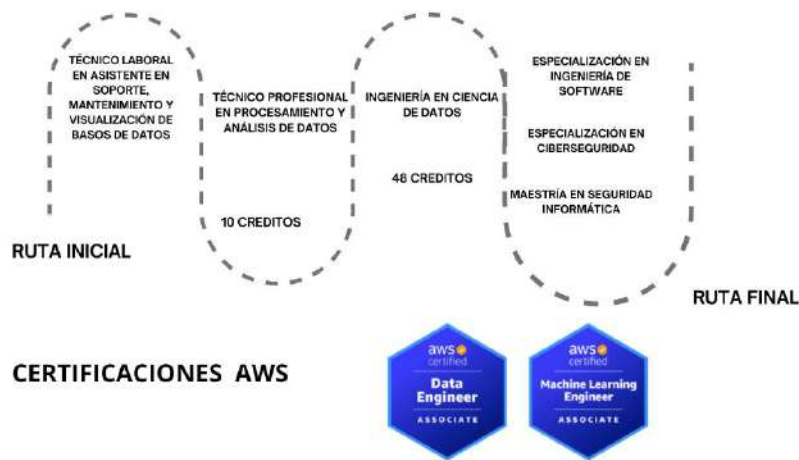 TÉCNICO LABORAL
EN ASISTENTE EN
SOPORTE,
MANTENIMIENTO Y
VISUALIZACIÓN DE
BASOS DE DATOS
TÉCNICO PROFESIONAL
EN PROCESAMIENTO Y
ANÁLISIS DE DATOS
10 CREDITOS
INGENIERÍA EN CIENCIA
DE DATOS
48 CREDITOS
ESPECIALIZACIÓN EN
INGENIERÍA DE
SOFTWARE
ESPECIALIZACIÓN EN
CIBERSEGURIDAD
MAESTRÍA EN SEGURIDAD
INFORMÁTICA
RUTA INICIAL
RUTA FINAL
CERTIFICACIONES AWS
aws
certified
Data
Engineer
ASSOCIATE
aws
certified
Machine Learning
Engineer
ASSOCIATE